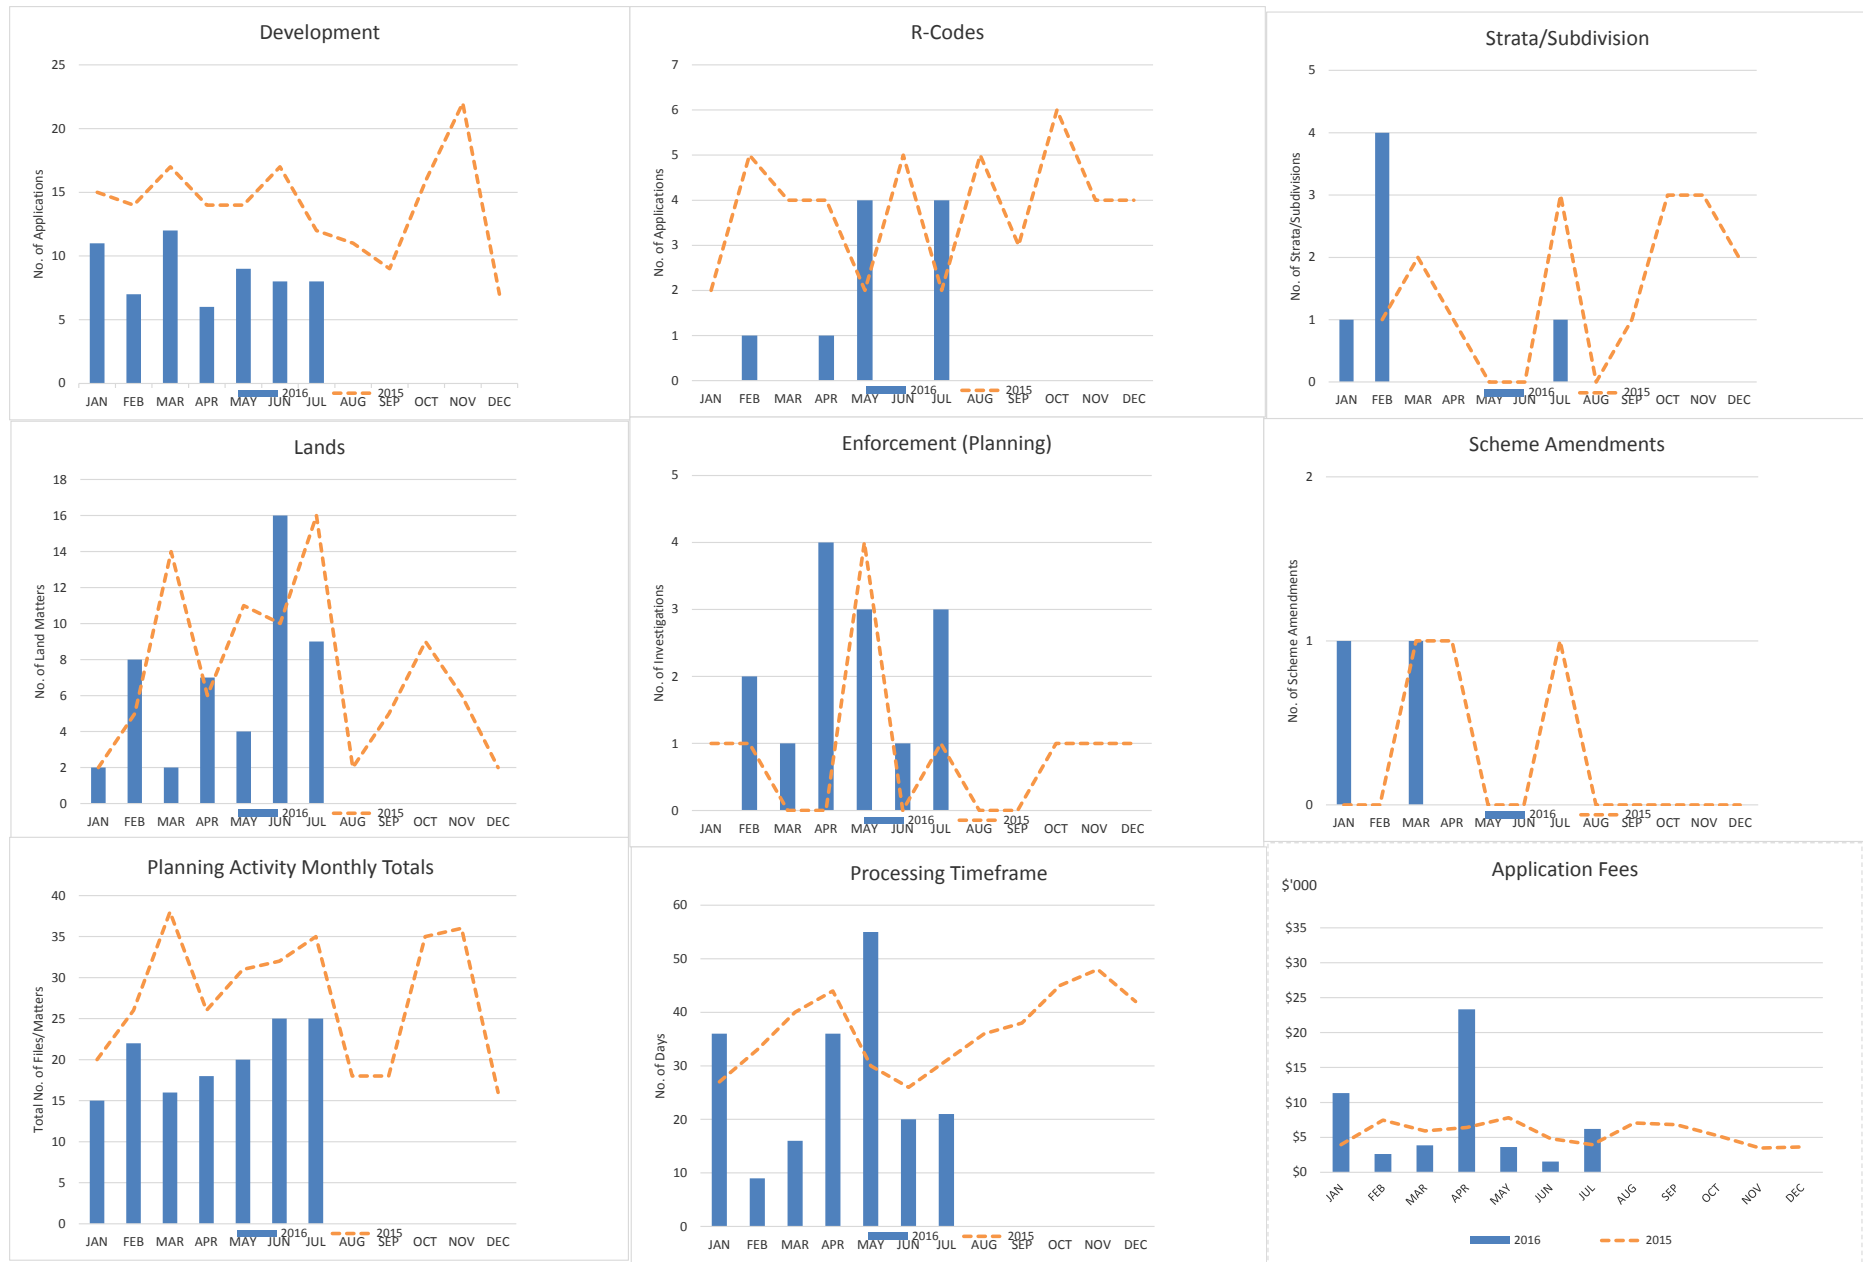 Development
No. of Applications
25
20
15
10
5
0
JAN FEB MAR APR MAY JUN JUL AUG SEP OCT NOV DEC
2016 2015
R-Codes
No. of Applications
7
6
5
4
3
2
1
0
JAN FEB MAR APR MAY JUN JUL AUG SEP OCT NOV DEC
2016 2015
Strata/Subdivision
No. of Strata/Subdivisions
5
4
3
2
1
0
JAN FEB MAR APR MAY JUN JUL AUG SEP OCT NOV DEC
2016 2015
Lands
No. of Land Matters
18
16
14
12
10
8
6
4
2
0
JAN FEB MAR APR MAY JUN JUL AUG SEP OCT NOV DEC
2016 2015
Enforcement (Planning)
No. of Investigations
5
4
3
2
1
0
JAN FEB MAR APR MAY JUN JUL AUG SEP OCT NOV DEC
2016 2015
Scheme Amendments
No. of Scheme Amendments
2
1
0
JAN FEB MAR APR MAY JUN JUL AUG SEP OCT NOV DEC
2016 2015
Planning Activity Monthly Totals
Total No. of Files/Matters
40
35
30
25
20
15
10
5
0
JAN FEB MAR APR MAY JUN JUL AUG SEP OCT NOV DEC
2016 2015
Processing Timeframe
No. of Days
60
50
40
30
20
10
0
JAN FEB MAR APR MAY JUN JUL AUG SEP OCT NOV DEC
2016 2015
Application Fees
$'000
$35
$30
$25
$20
$15
$10
$5
$0
JAN FEB MAR APR MAY JUN JUL AUG SEP OCT NOV DEC
2016 2015